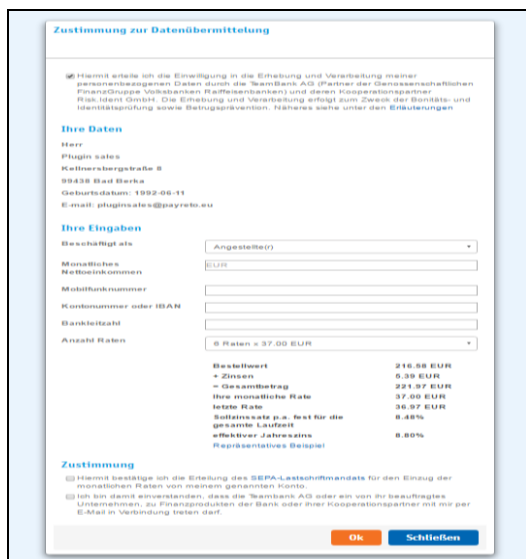 Zustimmung zur Datenübermittelung
Hiermit erteile ich die Einwilligung in die Erhebung und Verarbeitung meiner
personenbezogenen Daten durch die TeamBank AG (Partner der Genossenschaftlichen
FinanzGruppe Volksbanken Raiffeisenbanken) und deren Kooperationspartner
Risk.Ident GmbH. Die Erhebung und Verarbeitung erfolgt zum Zweck der Bonitäts- und
Identitätsprüfung sowie Betrugsprävention. Näheres siehe unter den Erläuterungen
Ihre Daten
Herr
Plugin sales
Kellnersbergstraße 8
99438 Bad Berka
Geburtsdatum: 1992-06-11
E-mail: pluginsales@payreto.eu
Ihre Eingaben
Beschäftigt als Angestellte(r)
Monatliches
Nettoeinkommen EUR
Mobilfunknummer
Kontonummer oder IBAN
Bankleitzahl
Anzahl Raten 6 Raten = 37.00 EUR
Bestellwert 216.58 EUR
+ Zinsen 5.39 EUR
= Gesamtbetrag 221.97 EUR
Ihre monatliche Rate 37.00 EUR
letzte Rate 36.97 EUR
Sollzinssatz p.a. fest für die
gesamte Laufzeit 8.48%
effektiver Jahreszins 8.80%
Repräsentatives Beispiel
Zustimmung
Hiermit bestätige ich die Erteilung des SEPA-Lastschriftmandats für den Einzug der
monatlichen Raten von meinem genannten Konto.
Ich bin damit einverstanden, dass die Teambank AG oder ein von ihr beauftragtes
Unternehmen, zu Finanzprodukten der Bank oder ihrer Kooperationspartner mit mir per
E-Mail in Verbindung treten darf.
Ok Schließen